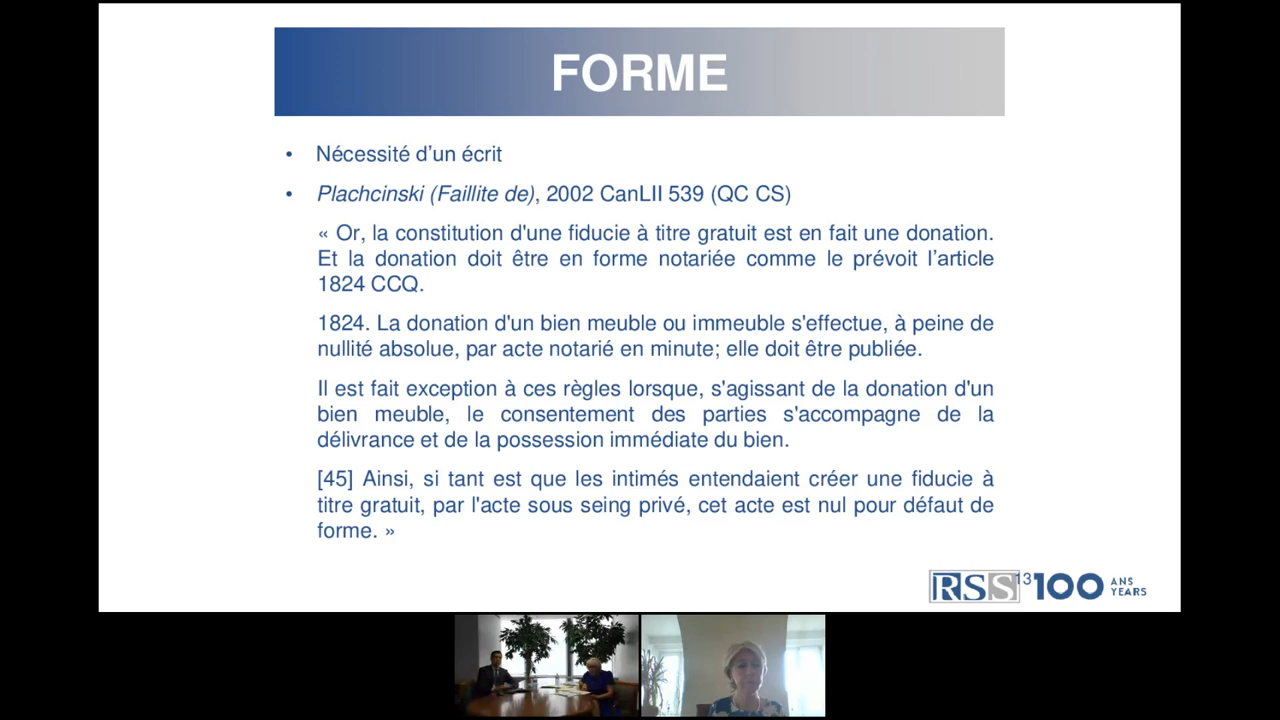 FORME
• Nécessité d’un écrit
• Plachcinski (Faillite de), 2002 CanLII 539 (QC CS)
« Or, la constitution d'une fiducie à titre gratuit est en fait une donation.
Et la donation doit être en forme notariée comme le prévoit l’article
1824 CCQ.
1824. La donation d'un bien meuble ou immeuble s'effectue, à peine de
nullité absolue, par acte notarié en minute; elle doit être publiée.
Il est fait exception à ces règles lorsque, s'agissant de la donation d'un
bien meuble, le consentement des parties s'accompagne de la
délivrance et de la possession immédiate du bien.
[45] Ainsi, si tant est que les intimés entendaient créer une fiducie à
titre gratuit, par l'acte sous seing privé, cet acte est nul pour défaut de
forme. »
RSS 13 100 ANS
YEARS